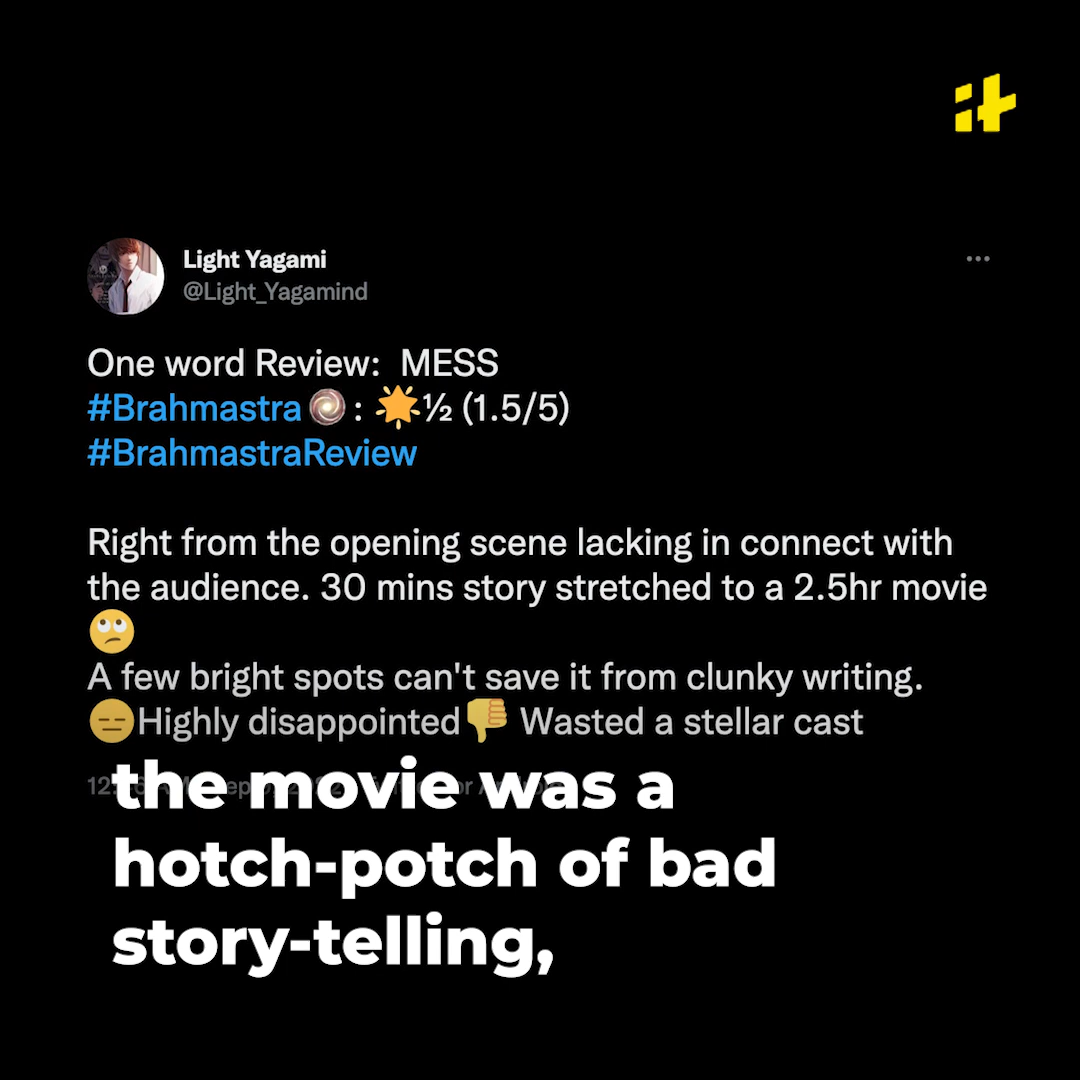 Light Yagami
@Light_Yagamind
One word Review: MESS
#Brahmastra🌌 : 🌟½ (1.5/5)
#BrahmastraReview
Right from the opening scene lacking in connect with
the audience. 30 mins story stretched to a 2.5hr movie
🙄
A few bright spots can't save it from clunky writing.
😑Highly disappointed👎 Wasted a stellar cast
the movie was a
hotch-potch of bad
story-telling,